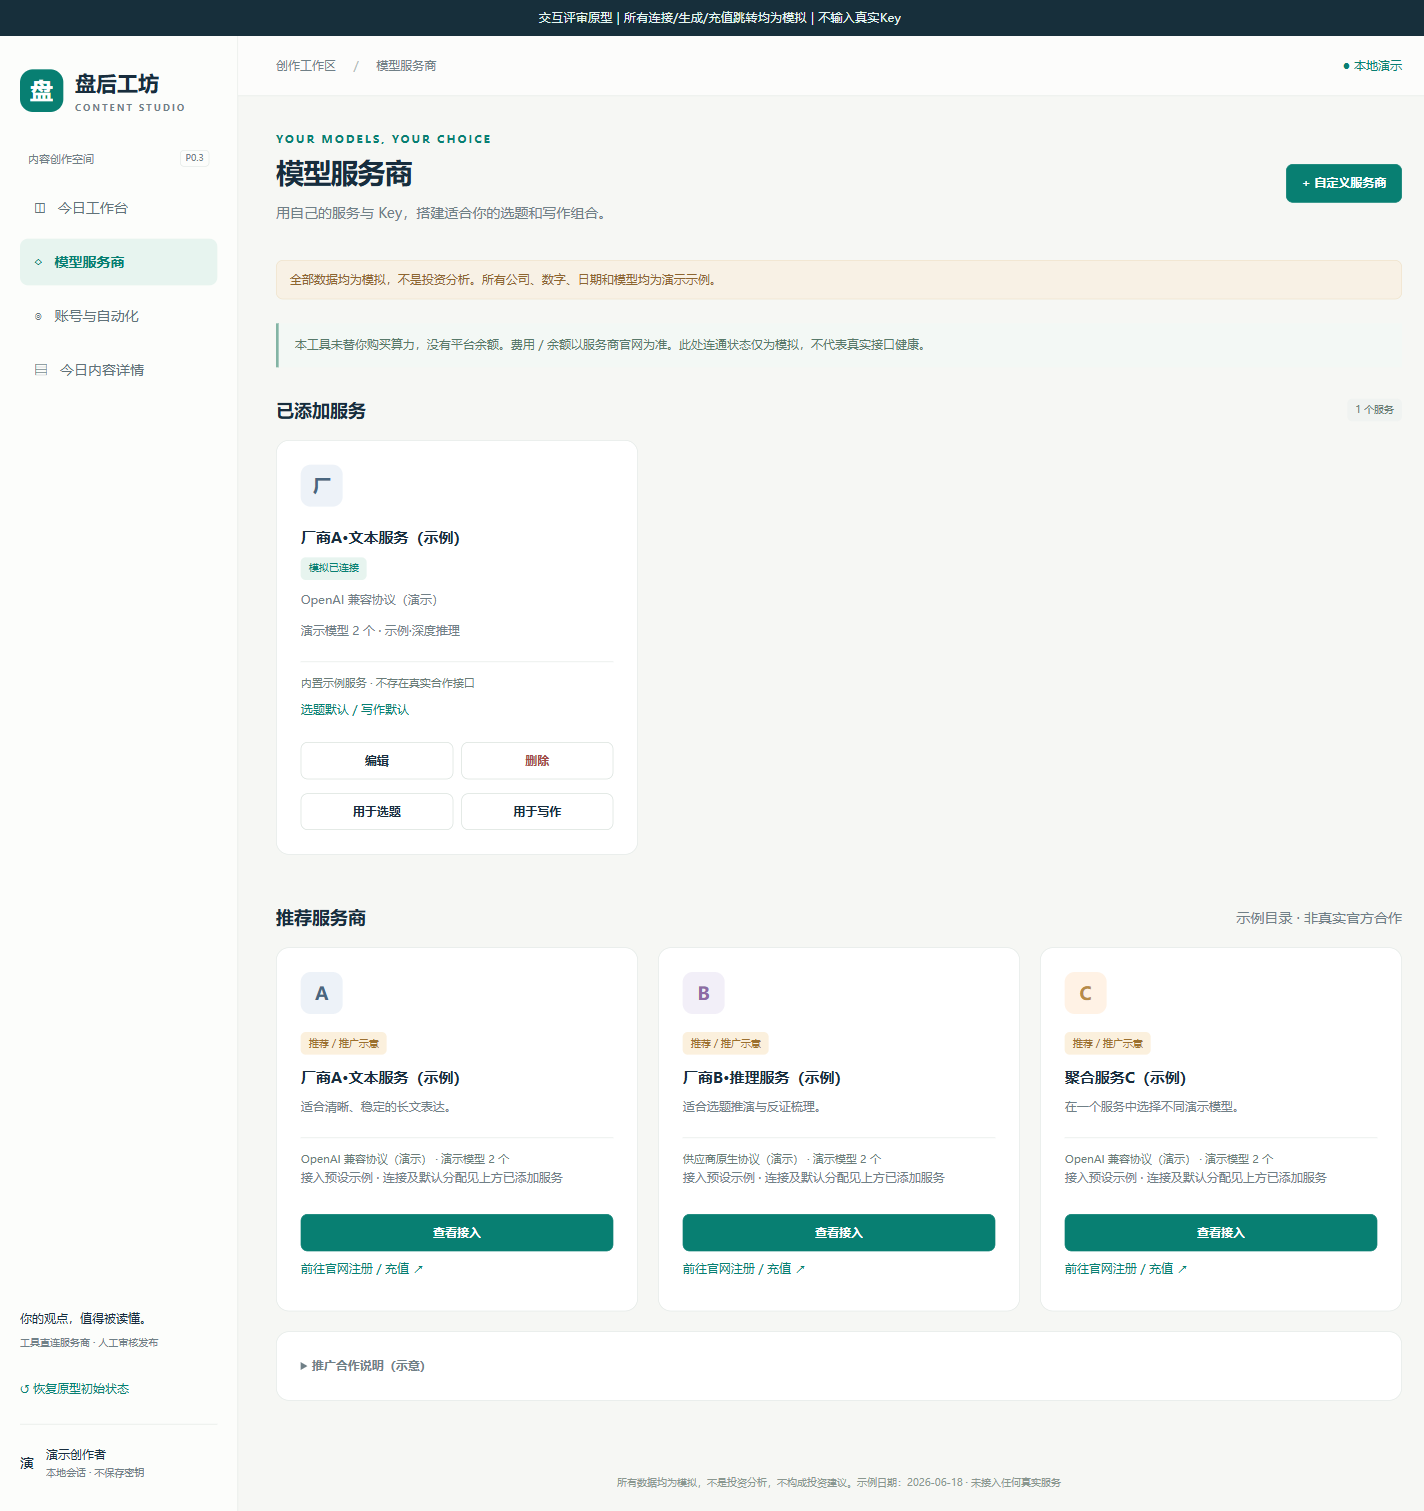 交互评审原型 | 所有连接/生成/充值跳转均为模拟 | 不输入真实Key
盘
盘后工坊
CONTENT STUDIO
内容创作空间
P0.3
今日工作台
模型服务商
账号与自动化
今日内容详情
你的观点，值得被读懂。
工具直连服务商 · 人工审核发布
↺ 恢复原型初始状态
演
演示创作者
本地会话 · 不保存密钥
创作工作区 / 模型服务商
● 本地演示
YOUR MODELS, YOUR CHOICE
模型服务商
用自己的服务与 Key，搭建适合你的选题和写作组合。
+ 自定义服务商
全部数据均为模拟，不是投资分析。所有公司、数字、日期和模型均为演示示例。
本工具未替你购买算力，没有平台余额。费用 / 余额以服务商官网为准。此处连通状态仅为模拟，不代表真实接口健康。
已添加服务
1 个服务
厂
厂商A•文本服务（示例）
模拟已连接
OpenAI 兼容协议（演示）
演示模型 2 个 · 示例·深度推理
内置示例服务 · 不存在真实合作接口
选题默认 / 写作默认
编辑
删除
用于选题
用于写作
推荐服务商
示例目录 · 非真实官方合作
A
推荐 / 推广示意
厂商A•文本服务（示例）
适合清晰、稳定的长文表达。
OpenAI 兼容协议（演示） · 演示模型 2 个
接入预设示例 · 连接及默认分配见上方已添加服务
查看接入
前往官网注册 / 充值 ↗
B
推荐 / 推广示意
厂商B•推理服务（示例）
适合选题推演与反证梳理。
供应商原生协议（演示） · 演示模型 2 个
接入预设示例 · 连接及默认分配见上方已添加服务
查看接入
前往官网注册 / 充值 ↗
C
推荐 / 推广示意
聚合服务C（示例）
在一个服务中选择不同演示模型。
OpenAI 兼容协议（演示） · 演示模型 2 个
接入预设示例 · 连接及默认分配见上方已添加服务
查看接入
前往官网注册 / 充值 ↗
▶ 推广合作说明（示意）
所有数据均为模拟，不是投资分析，不构成投资建议。示例日期：2026-06-18 · 未接入任何真实服务